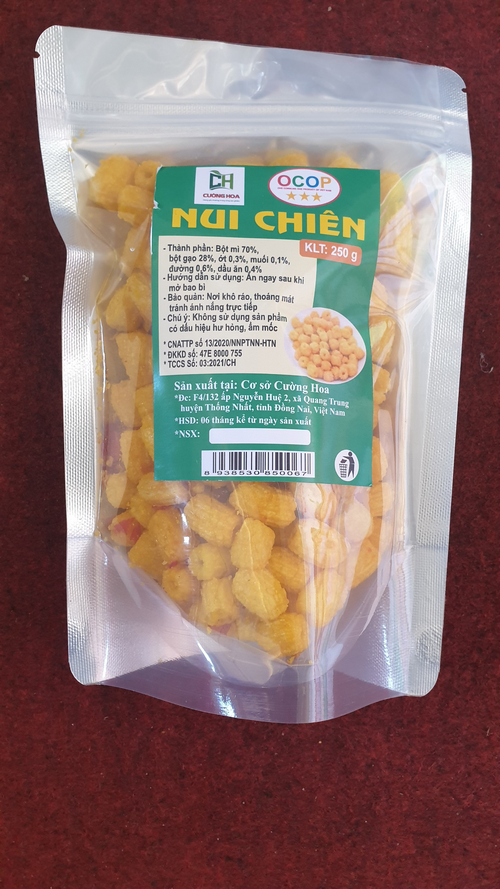 CH
CƯỜNG HOA
OCOP
NUI CHIÊN
KLT: 250 g
- Thành phần: Bột mì 70%,
bột gạo 28%, ớt 0,3%, muối 0,1%,
đường 0,6%, dầu ăn 0,4%
- Hướng dẫn sử dụng: Ăn ngay sau khi
mở bao bì
- Bảo quản: Nơi khô ráo, thoáng mát
tránh ánh nắng trực tiếp
- Chú ý: Không sử dụng sản phẩm
có dấu hiệu hư hỏng, ẩm mốc
* CNATTP số 13/2020/NNPTNN-HTN
* ĐKKD số: 47E 8000 755
* TCCS Số: 03:2021/CH
Sản xuất tại: Cơ sở Cường Hoa
*Đc: F4/132 ấp Nguyễn Huệ 2, xã Quang Trung
huyện Thống Nhất, tỉnh Đồng Nai, Việt Nam
*HSD: 06 tháng kể từ ngày sản xuất
*NSX:
8 938530 850067